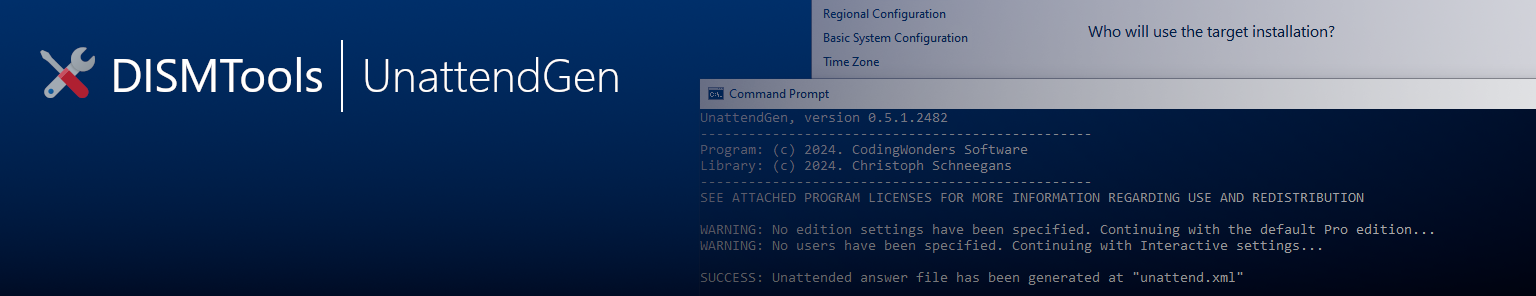 DISMTools | UnattendGen
Regional Configuration
Basic System Configuration
Time Zone
Who will use the target installation?
C:\.
Command Prompt
UnattendGen, version 0.5.1.2482
-------------------------------------------------
Program: (c) 2024. CodingWonders Software
Library: (c) 2024. Christoph Schneegans
-------------------------------------------------
SEE ATTACHED PROGRAM LICENSES FOR MORE INFORMATION REGARDING USE AND REDISTRIBUTION
WARNING: No edition settings have been specified. Continuing with the default Pro edition...
WARNING: No users have been specified. Continuing with Interactive settings...
SUCCESS: Unattended answer file has been generated at "unattend.xml"